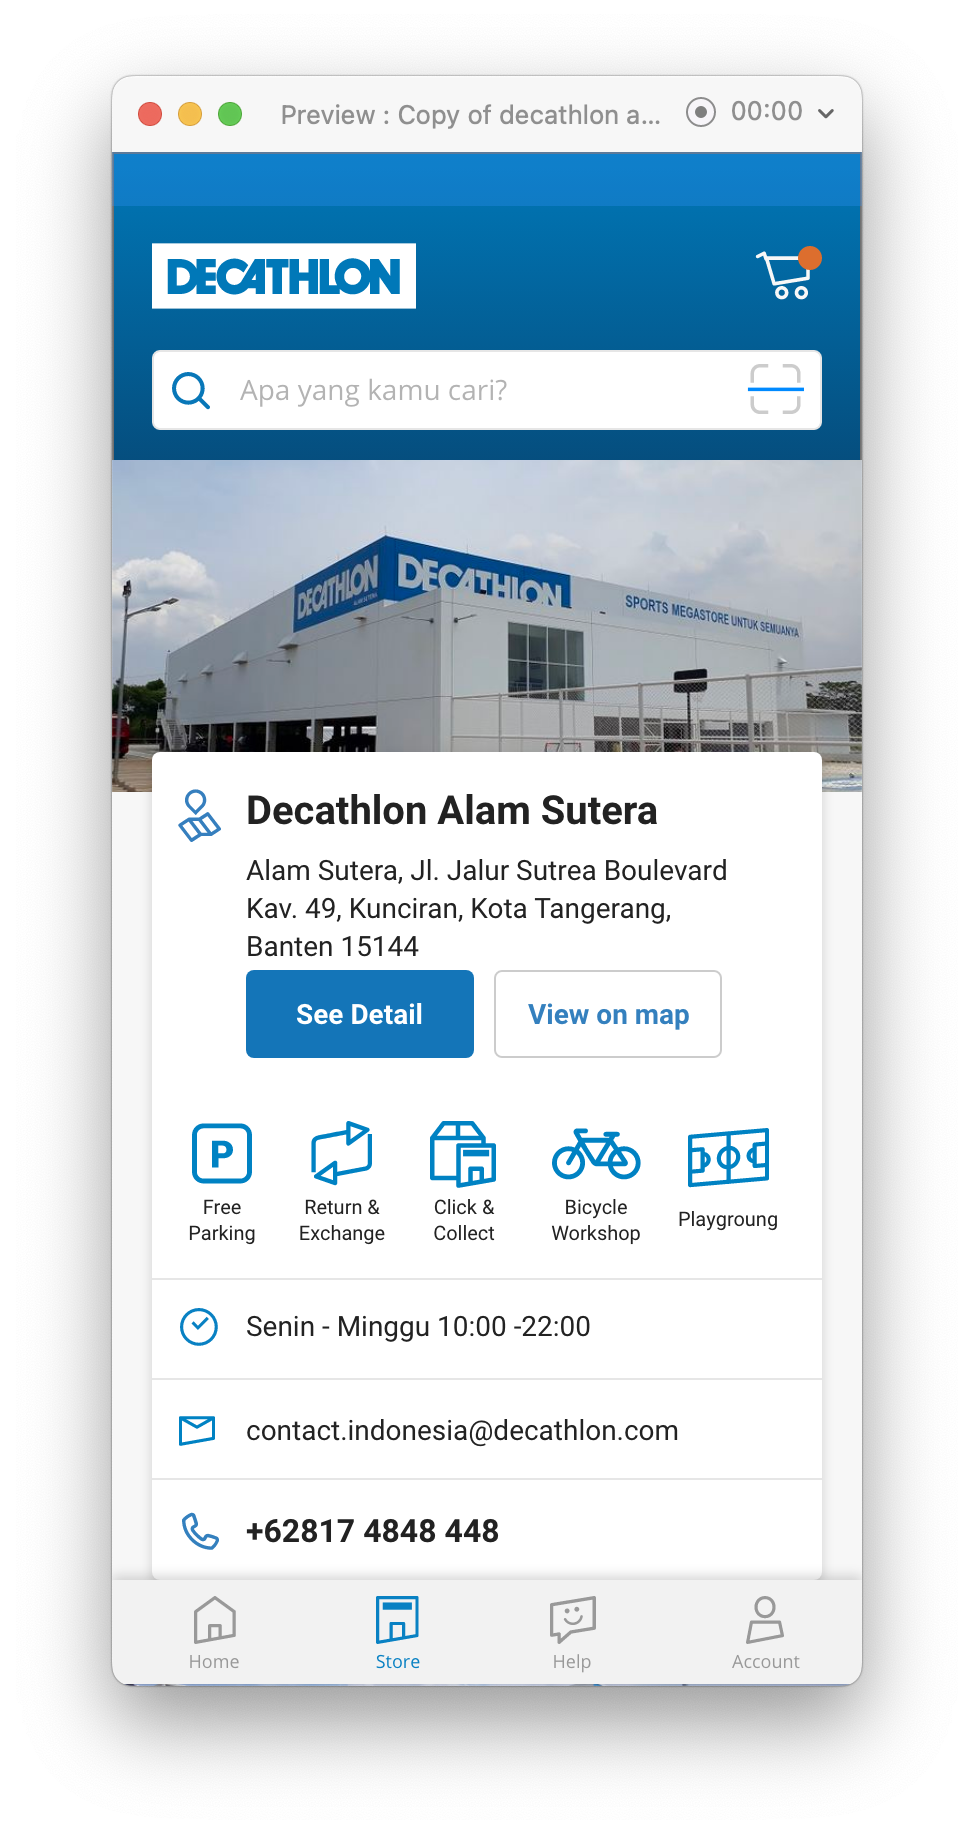 Preview : Copy of decathlon a...
00:00
DECATHLON
Apa yang kamu cari?
DECATHLON
ALAM SUTERA
DECATHLON
SPORTS MEGASTORE UNTUK SEMUANYA
Decathlon Alam Sutera
Alam Sutera, Jl. Jalur Sutrea Boulevard
Kav. 49, Kunciran, Kota Tangerang,
Banten 15144
See Detail
View on map
P
Free
Parking
Return &
Exchange
Click &
Collect
Bicycle
Workshop
Playgroung
Senin - Minggu 10:00 -22:00
contact.indonesia@decathlon.com
+62817 4848 448
Home
Store
Help
Account